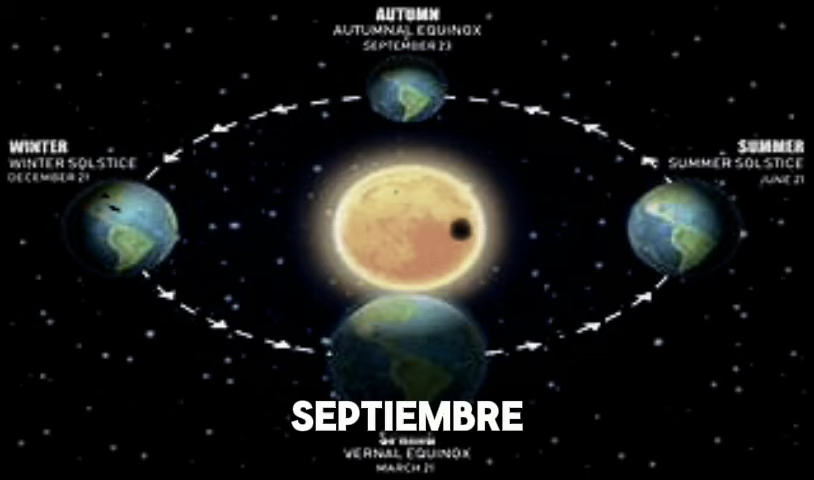 AUTUMN
AUTUMNAL EQUINOX
SEPTEMBER 23
WINTER
WINTER SOLSTICE
DECEMBER 21
SUMMER
SUMMER SOLSTICE
JUNE 21
SEPTIEMBRE
VERNAL EQUINOX
MARCH 21